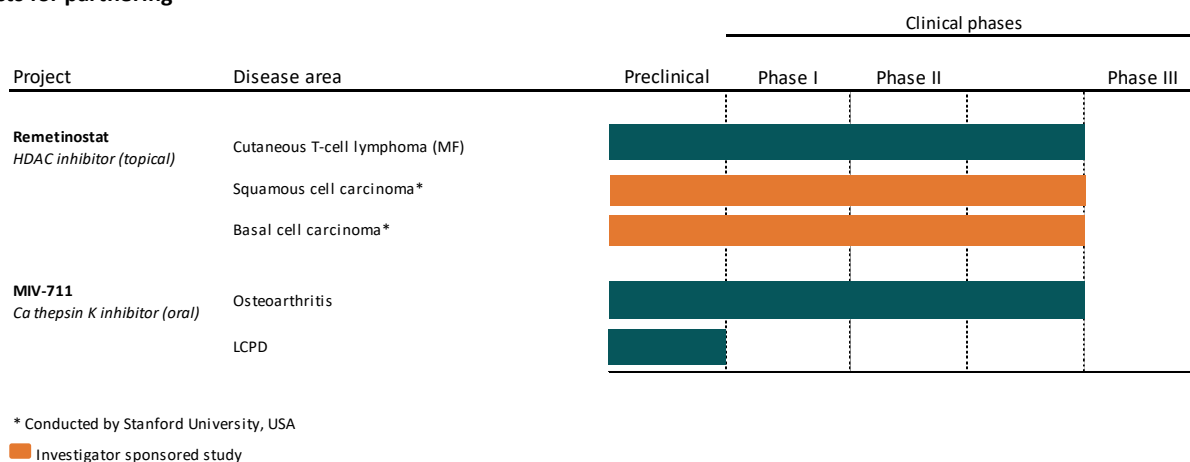 for partnering
Clinical phases
Project Disease area Preclinical Phase I Phase II Phase III
Remetinostat
HDAC inhibitor (topical)
Cutaneous T-cell lymphoma (MF)
Squamous cell carcinoma*
Basal cell carcinoma*
MIV-711
Cathepsin K inhibitor (oral)
Osteoarthritis
LCPD
* Conducted by Stanford University, USA
Investigator sponsored study